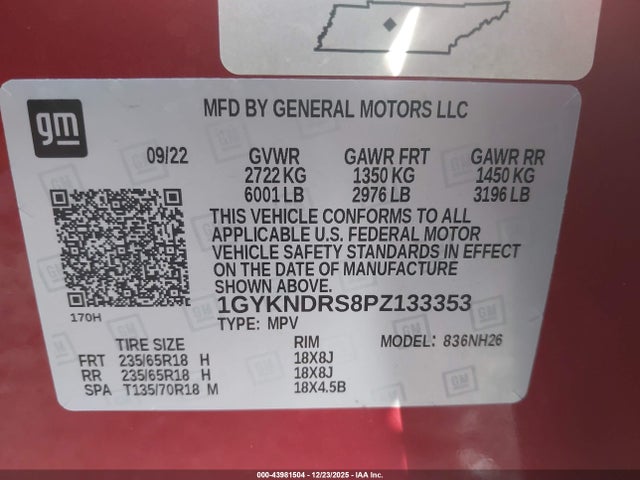 gm
MFD BY GENERAL MOTORS LLC
09/22 GVWR GAWR FRT GAWR RR
2722 KG 1350 KG 1450 KG
6001 LB 2976 LB 3196 LB
THIS VEHICLE CONFORMS TO ALL
APPLICABLE U.S. FEDERAL MOTOR
VEHICLE SAFETY STANDARDS IN EFFECT
ON THE DATE OF MANUFACTURE
SHOWN ABOVE.
1GYKNDRS8PZ133353
170H
TYPE: MPV
TIRE SIZE RIM MODEL: 836NH26
FRT 235/65R18 H 18X8J
RR 235/65R18 H 18X8J
SPA T135/70R18 M 18X4.5B
000-43981504 - 12/23/2025 - IAA Inc.